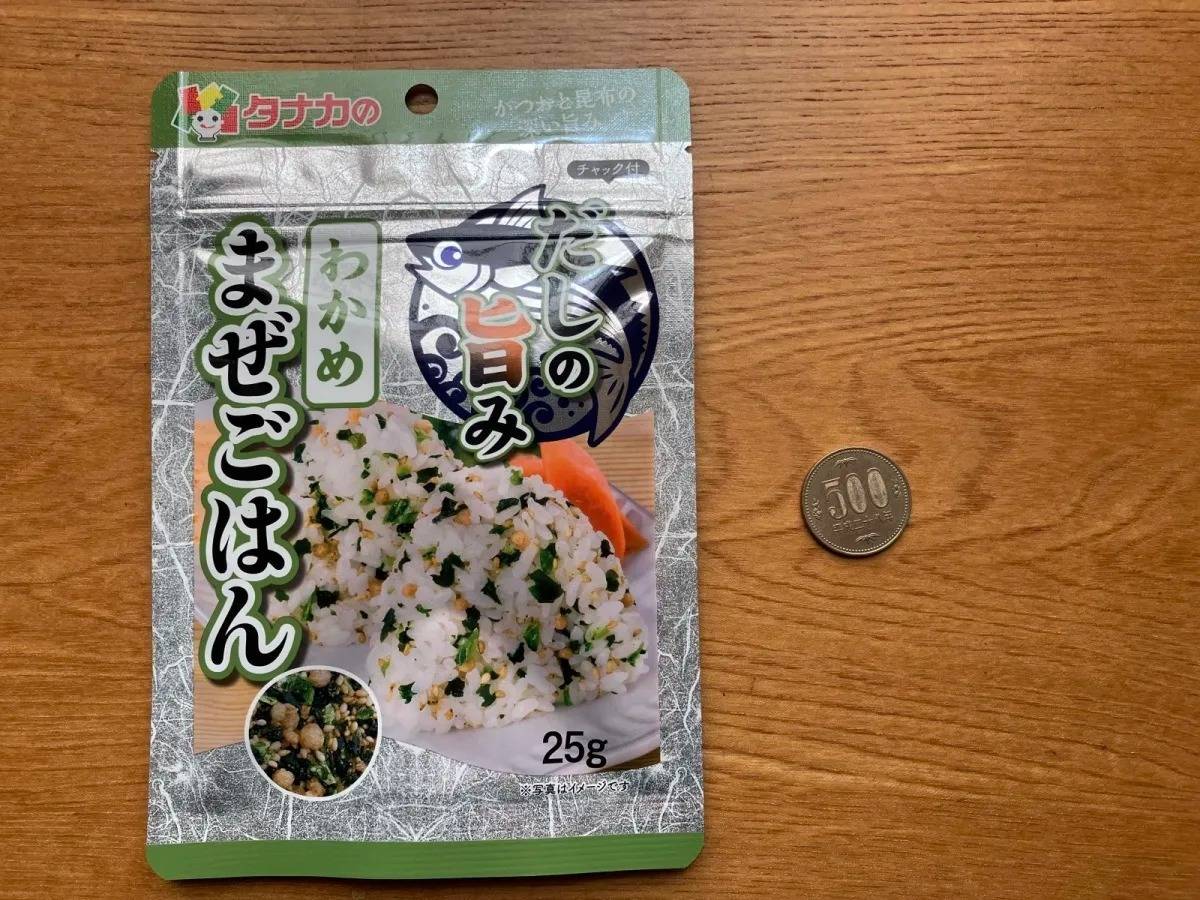 タナカの
かつおと昆布の
深い旨み
チャック付
だしの
旨み
わかめ
まぜごはん
25g
※写真はイメージです
500